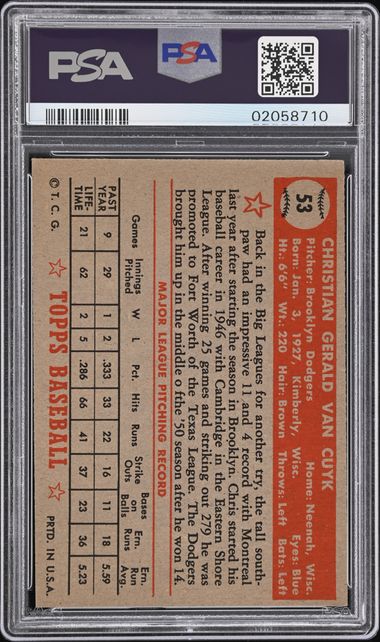 PSA
PSA
02058710
53
CHRISTIAN GERALD VAN CUYK
Pitcher: Brooklyn Dodgers Home: Neenah, Wisc.
Born: Jan. 3, 1927, Kimberly, Wisc. Eyes: Blue
Ht.: 6'6" Wt.: 220 Hair: Brown Throws: Left Bats: Left
Back in the Big Leagues for another try, the tall south-
paw had an impressive 11 and 4 record with Montreal
last year after starting the season in Brooklyn. Chris started his
baseball career in 1946 with Cambridge in the Eastern Shore
League. After winning 25 games and striking out 279 he was
promoted to Fort Worth of the Texas League. The Dodgers
brought him up in the middle o fthe '50 season after he won 14.
MAJOR LEAGUE PITCHING RECORD
Games Innings Pitched W L Pct. Hits Runs Strike Outs Bases on Balls Ern. Runs Ern. Run Avg.
PAST YEAR 9 29 1 2 .333 33 22 16 11 18 5.59
LIFE-TIME 21 62 2 5 .286 66 41 37 23 36 5.23
© T. C. G. TOPPS BASEBALL PRTD. IN U.S.A.